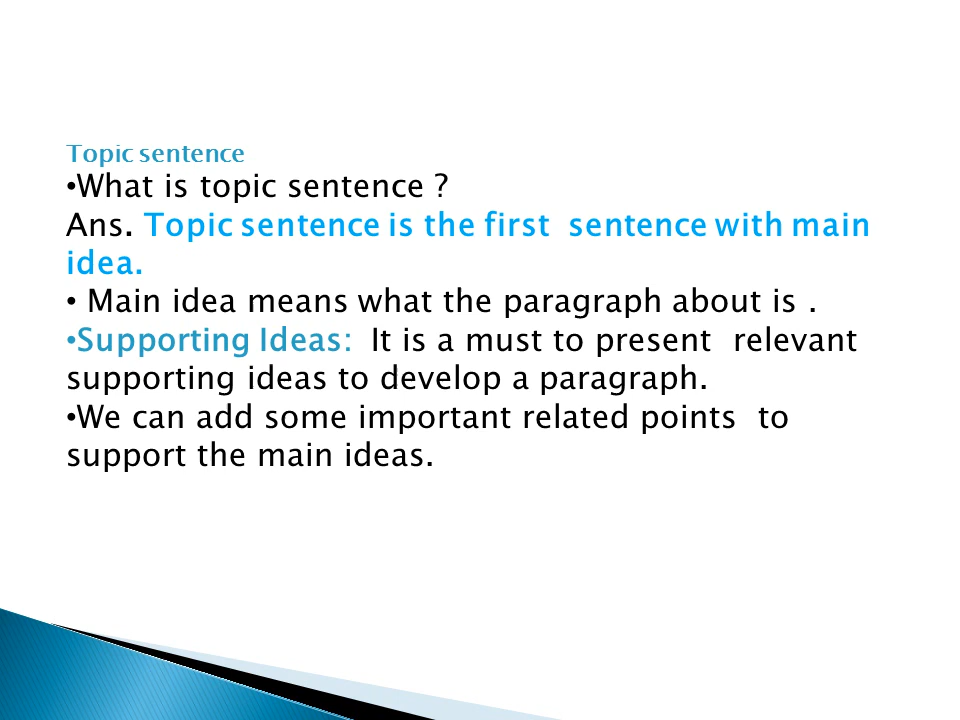 Topic sentence
•What is topic sentence ?
Ans. Topic sentence is the first  sentence with main
idea.
• Main idea means what the paragraph about is .
•Supporting Ideas:  It is a must to present  relevant
supporting ideas to develop a paragraph.
•We can add some important related points  to
support the main ideas.